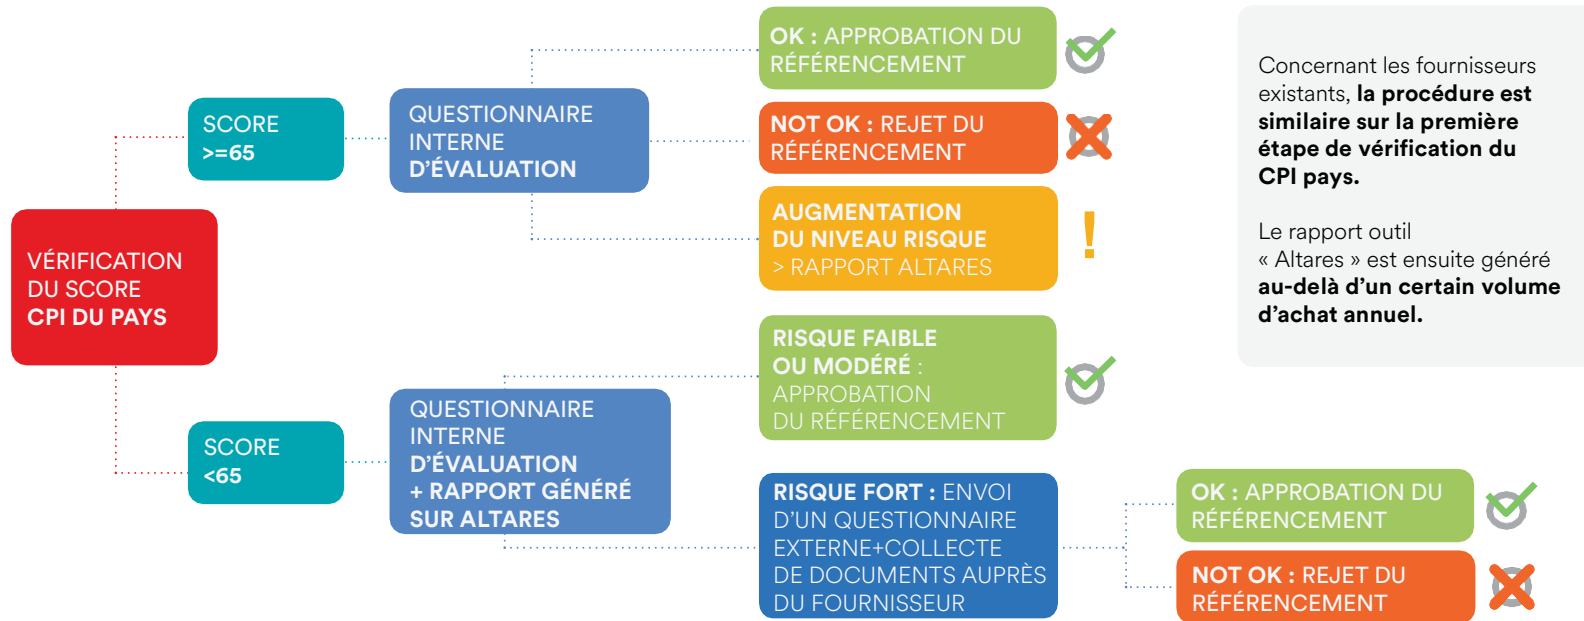 VÉRIFICATION
DU SCORE
CPI DU PAYS
SCORE
>=65
QUESTIONNAIRE
INTERNE
D’ÉVALUATION
OK : APPROBATION DU
RÉFÉRENCEMENT
NOT OK : REJET DU
RÉFÉRENCEMENT
AUGMENTATION
DU NIVEAU RISQUE
> RAPPORT ALTARES
!
SCORE
<65
QUESTIONNAIRE
INTERNE
D’ÉVALUATION
+ RAPPORT GÉNÉRÉ
SUR ALTARES
RISQUE FAIBLE
OU MODÉRÉ :
APPROBATION
DU RÉFÉRENCEMENT
RISQUE FORT : ENVOI
D’UN QUESTIONNAIRE
EXTERNE+COLLECTE
DE DOCUMENTS AUPRÈS
DU FOURNISSEUR
OK : APPROBATION DU
RÉFÉRENCEMENT
NOT OK : REJET DU
RÉFÉRENCEMENT
Concernant les fournisseurs
existants, la procédure est
similaire sur la première
étape de vérification du
CPI pays.
Le rapport outil
« Altares » est ensuite généré
au-delà d’un certain volume
d’achat annuel.